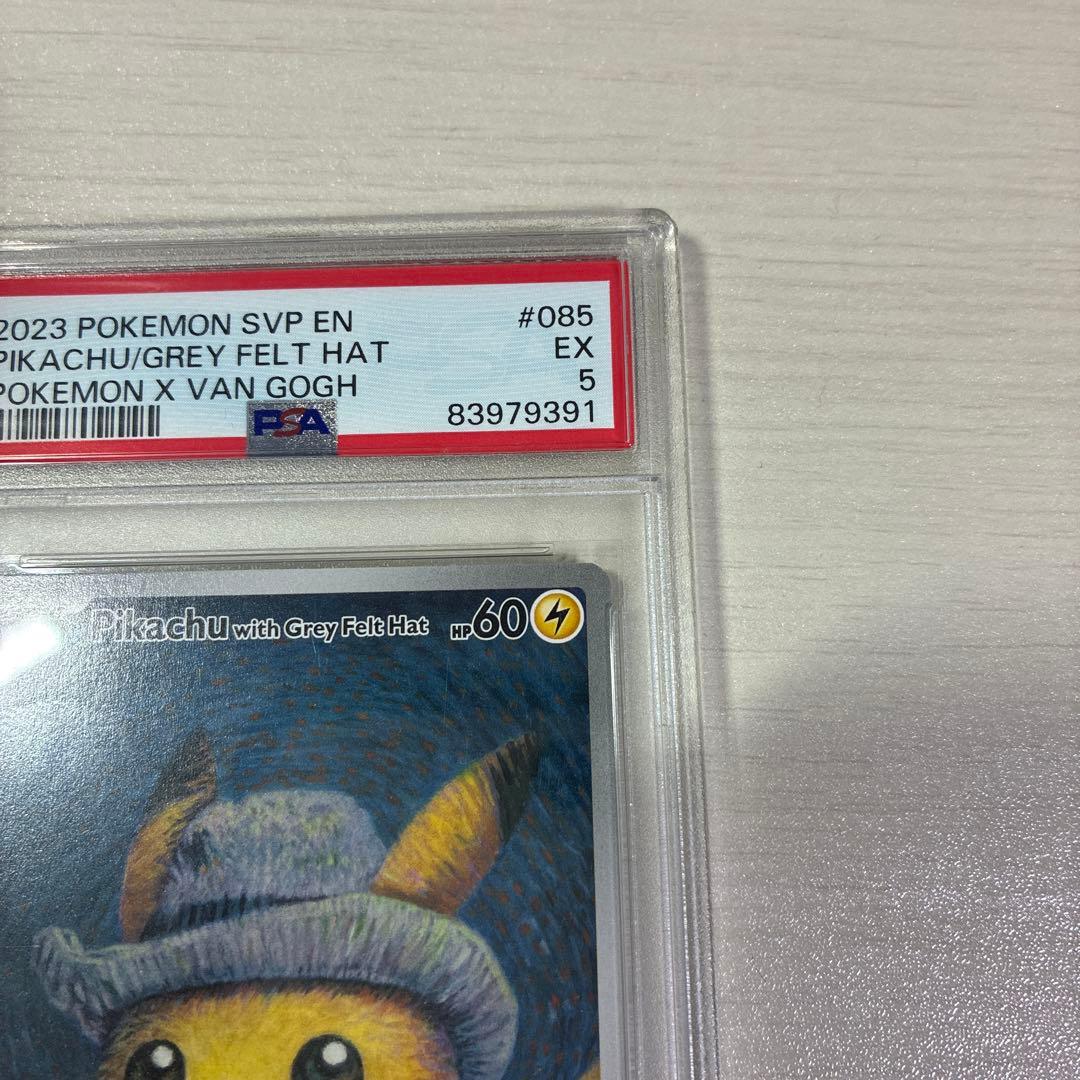 2023 POKEMON SVP EN #085
PIKACHU/GREY FELT HAT EX
POKEMON X VAN GOGH 5
PSA 83979391
Pikachu with Grey Felt Hat HP60